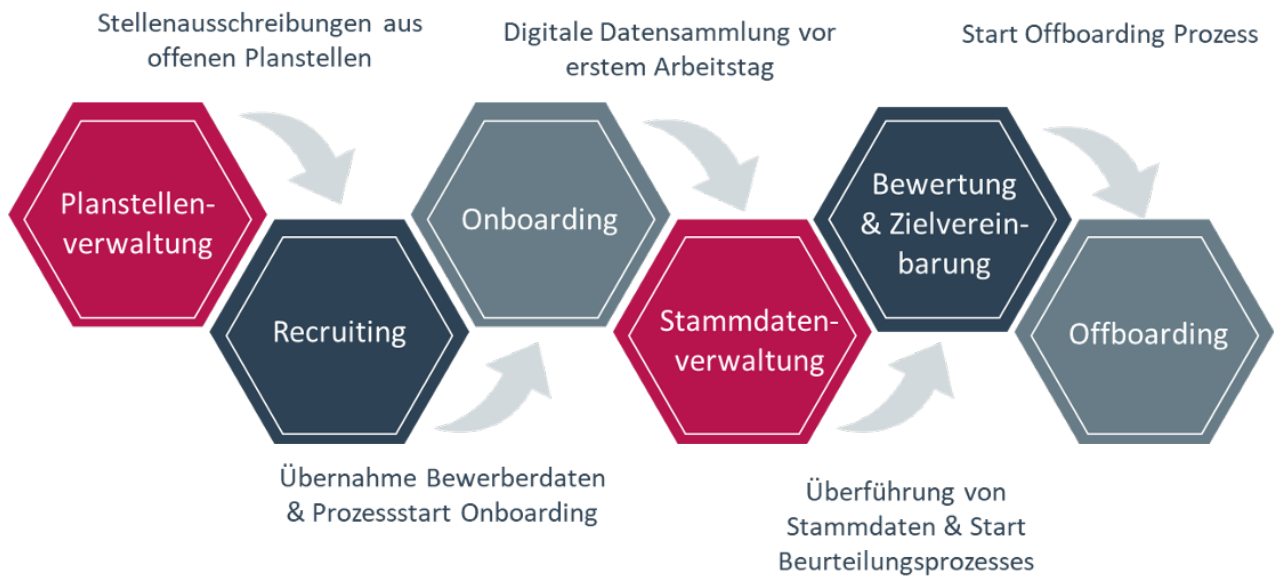 Stellenausschreibungen aus
offenen Planstellen
Digitale Datensammlung vor
erstem Arbeitstag
Start Offboarding Prozess
Planstellen-
verwaltung
Recruiting
Onboarding
Stammdaten-
verwaltung
Bewertung
& Zielverein-
barung
Offboarding
Übernahme Bewerberdaten
& Prozessstart Onboarding
Überführung von
Stammdaten & Start
Beurteilungsprozesses